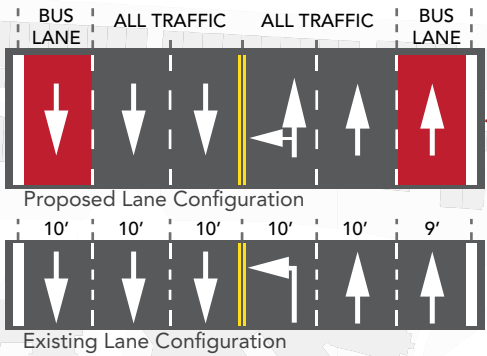 BUS LANE
ALL TRAFFIC
ALL TRAFFIC
BUS LANE
Proposed Lane Configuration
10’ 10’ 10’ 10’ 10’ 9’
Existing Lane Configuration